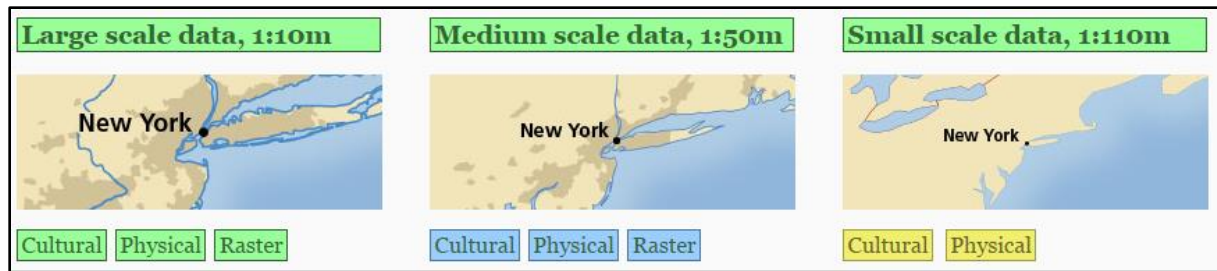 Large scale data, 1:10m
New York
Cultural Physical Raster
Medium scale data, 1:50m
New York
Cultural Physical Raster
Small scale data, 1:110m
New York
Cultural Physical